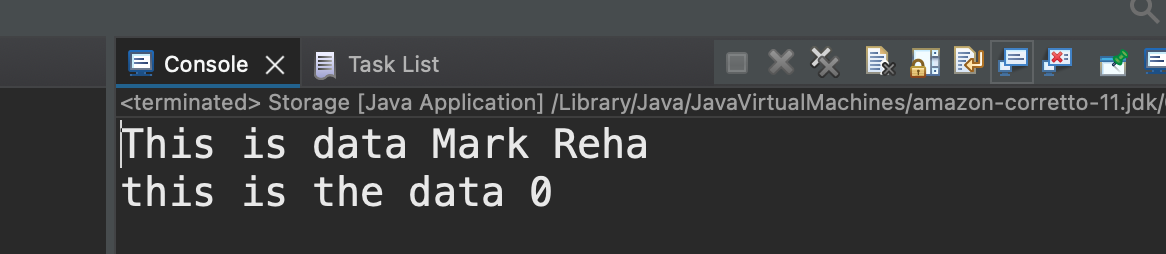 Console Task List
<terminated> Storage [Java Application] /Library/Java/JavaVirtualMachines/amazon-corretto-11.jdk/
This is data Mark Reha
this is the data 0